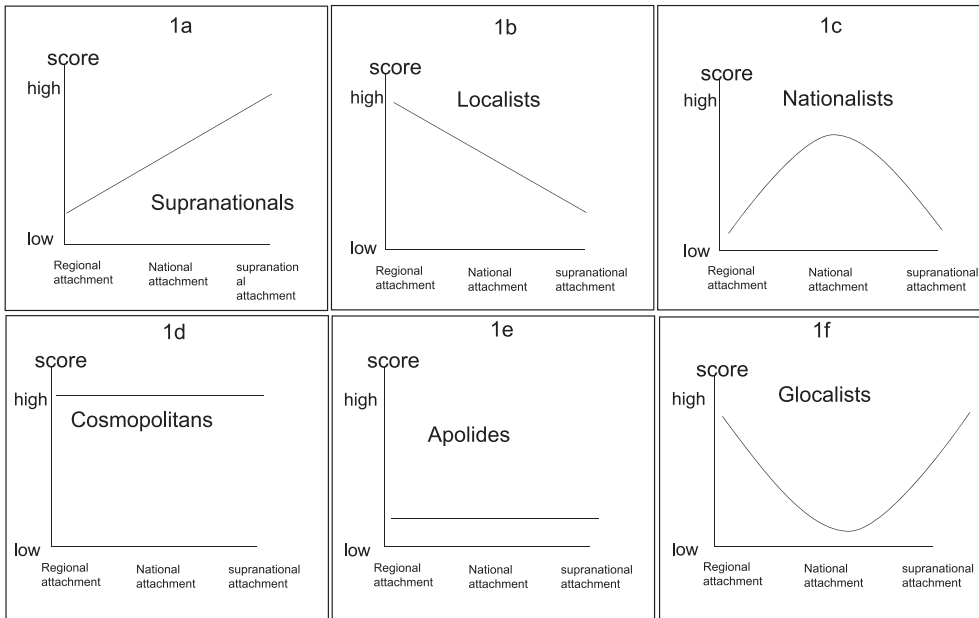 1a
score
high
Supranationals
low
Regional
attachment
National
attachment
supranation
al
attachment
1b
score
high
Localists
low
Regional
attachment
National
attachment
supranational
attachment
1c
score
high
Nationalists
low
Regional
attachment
National
attachment
supranational
attachment
1d
score
high
Cosmopolitans
low
Regional
attachment
National
attachment
supranational
attachment
1e
score
high
Apolides
low
Regional
attachment
National
attachment
supranational
attachment
1f
score
high
Glocalists
low
Regional
attachment
National
attachment
supranational
attachment